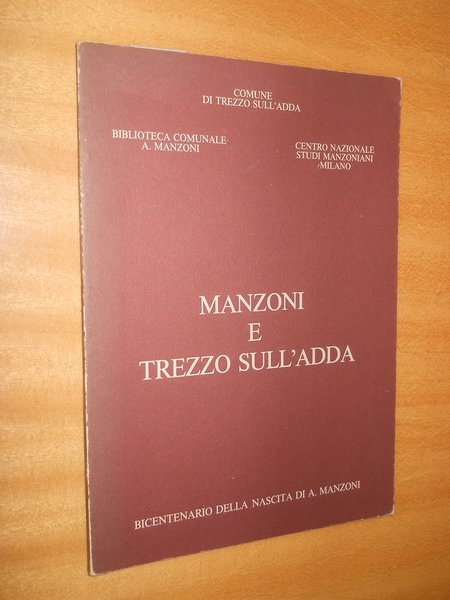 COMUNE
DI TREZZO SULL'ADDA
BIBLIOTECA COMUNALE
A. MANZONI
CENTRO NAZIONALE
STUDI MANZONIANI
MILANO
MANZONI
E
TREZZO SULL'ADDA
BICENTENARIO DELLA NASCITA DI A. MANZONI